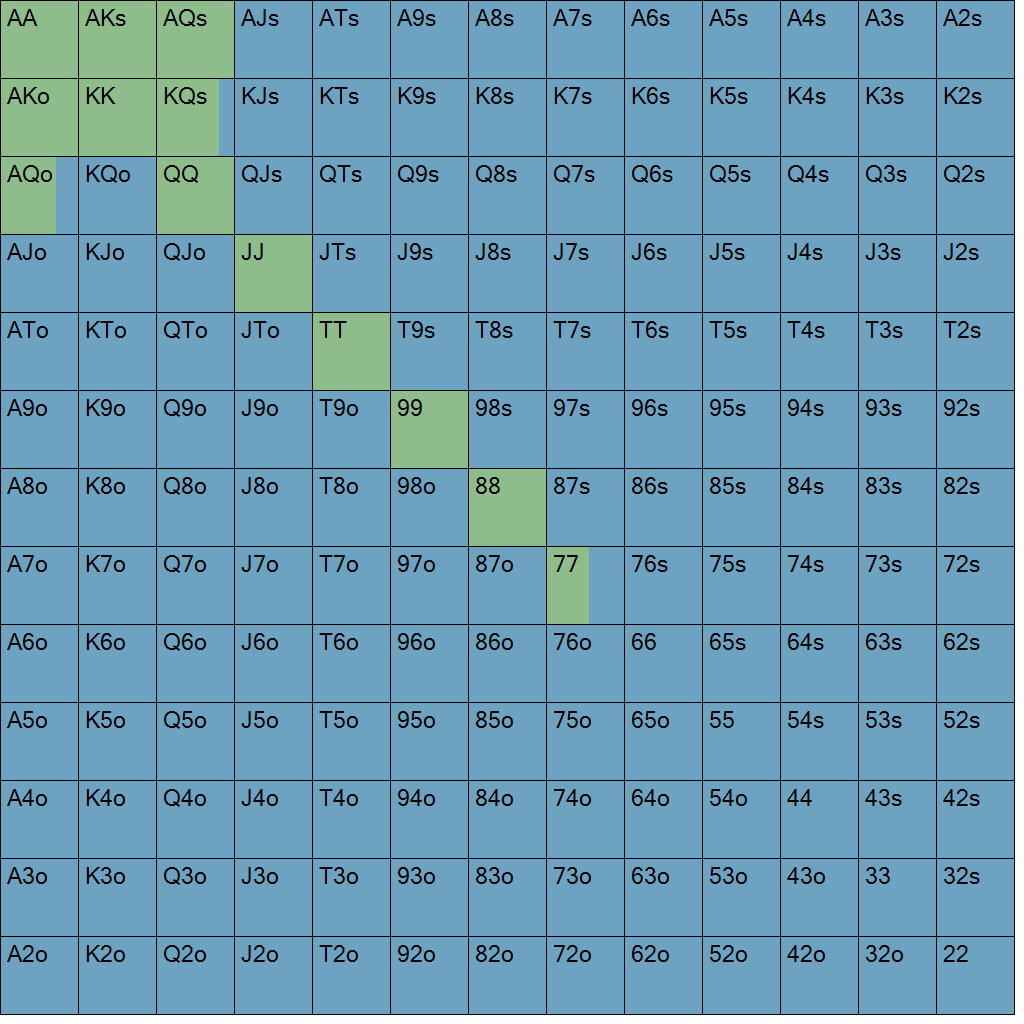 AA AKs AQs AJs ATs A9s A8s A7s A6s A5s A4s A3s A2s
AKo KK KQs KJs KTs K9s K8s K7s K6s K5s K4s K3s K2s
AQo KQo QQ QJs QTs Q9s Q8s Q7s Q6s Q5s Q4s Q3s Q2s
AJo KJo QJo JJ JTs J9s J8s J7s J6s J5s J4s J3s J2s
ATo KTo QTo JTo TT T9s T8s T7s T6s T5s T4s T3s T2s
A9o K9o Q9o J9o T9o 99 98s 97s 96s 95s 94s 93s 92s
A8o K8o Q8o J8o T8o 98o 88 87s 86s 85s 84s 83s 82s
A7o K7o Q7o J7o T7o 97o 87o 77 76s 75s 74s 73s 72s
A6o K6o Q6o J6o T6o 96o 86o 76o 66 65s 64s 63s 62s
A5o K5o Q5o J5o T5o 95o 85o 75o 65o 55 54s 53s 52s
A4o K4o Q4o J4o T4o 94o 84o 74o 64o 54o 44 43s 42s
A3o K3o Q3o J3o T3o 93o 83o 73o 63o 53o 43o 33 32s
A2o K2o Q2o J2o T2o 92o 82o 72o 62o 52o 42o 32o 22